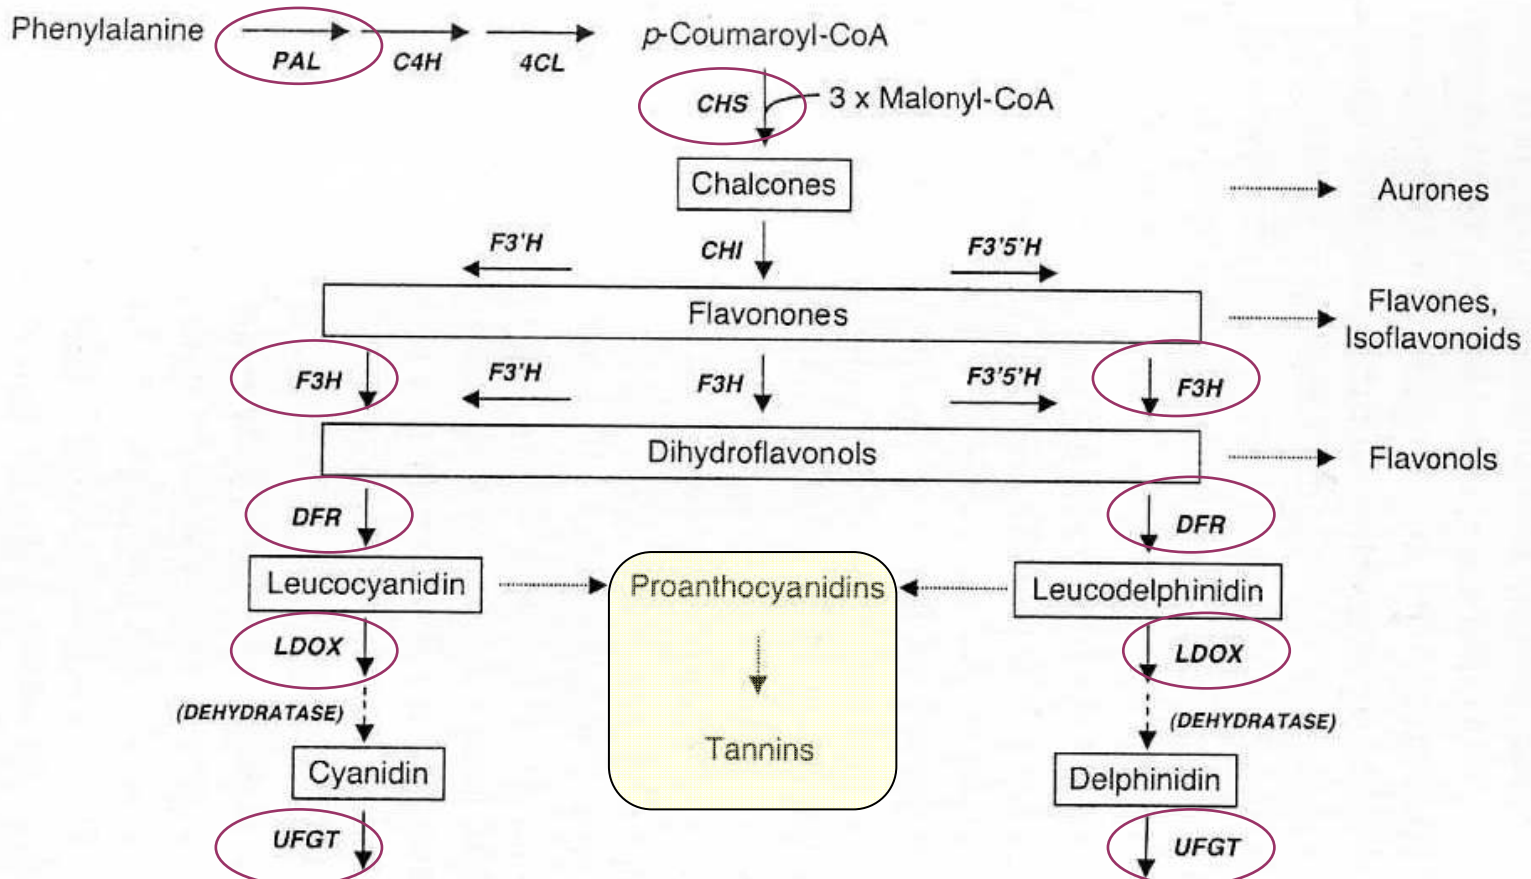 Phenylalanine
p-Coumaroyl-CoA
PAL
C4H
4CL
CHS
3 x Malonyl-CoA
Chalcones
Aurones
F3'H
CHI
F3'5'H
Flavonones
Flavones,
Isoflavonoids
F3H
F3'H
F3H
F3'5'H
F3H
Dihydroflavonols
Flavonols
DFR
DFR
Leucocyanidin
Proanthocyanidins
Leucodelphinidin
LDOX
LDOX
(DEHYDRATASE)
(DEHYDRATASE)
Tannins
Cyanidin
Delphinidin
UFGT
UFGT